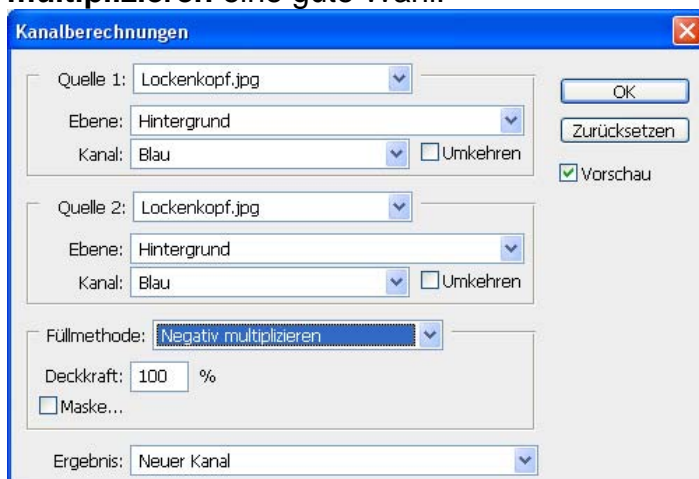 multiplizieren eine gute Wahl.
Kanalberechnungen
Quelle 1: Lockenkopf.jpg
OK
Ebene: Hintergrund
Zurücksetzen
Kanal: Blau Umkehren
Vorschau
Quelle 2: Lockenkopf.jpg
Ebene: Hintergrund
Kanal: Blau Umkehren
Füllmethode: Negativ multiplizieren
Deckkraft: 100 %
Maske...
Ergebnis: Neuer Kanal